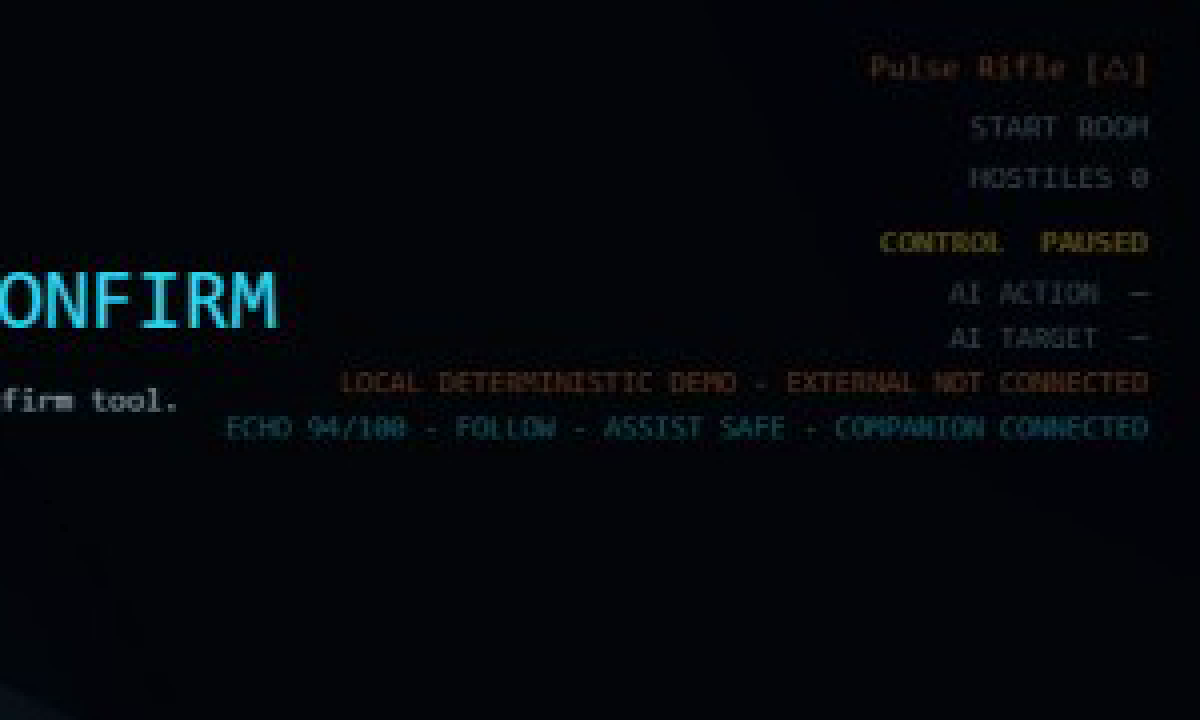 Pulse Rifle [△]
START ROOM
HOSTILES 0
CONTROL PAUSED
ONFIRM
AI ACTION —
AI TARGET —
LOCAL DETERMINISTIC DEMO - EXTERNAL NOT CONNECTED
firm tool.
ECHO 94/100 - FOLLOW - ASSIST SAFE - COMPANION CONNECTED